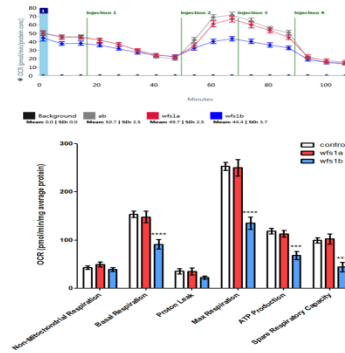 80
70
60
50
40
30
20
10
0
OCR (pmol/min/protein conc)
1
Injection 1
Injection 2
Injection 3
Injection 4
0
20
40
60
80
100
Minutes
Background
ab
wfs1a
wfs1b
Mean: 0.0 | SD: 0.0
Mean: 50.7 | SD: 2.5
Mean: 49.7 | SD: 2.5
Mean: 44.4 | SD: 3.7
300
200
100
0
OCR (pmol/min/mg average protein)
control
wfs1a
wfs1b
****
****
***
**
Non-Mitochondrial Respiration
Basal Respiration
Proton Leak
Max Respiration
ATP Production
Spare Respiratory Capacity